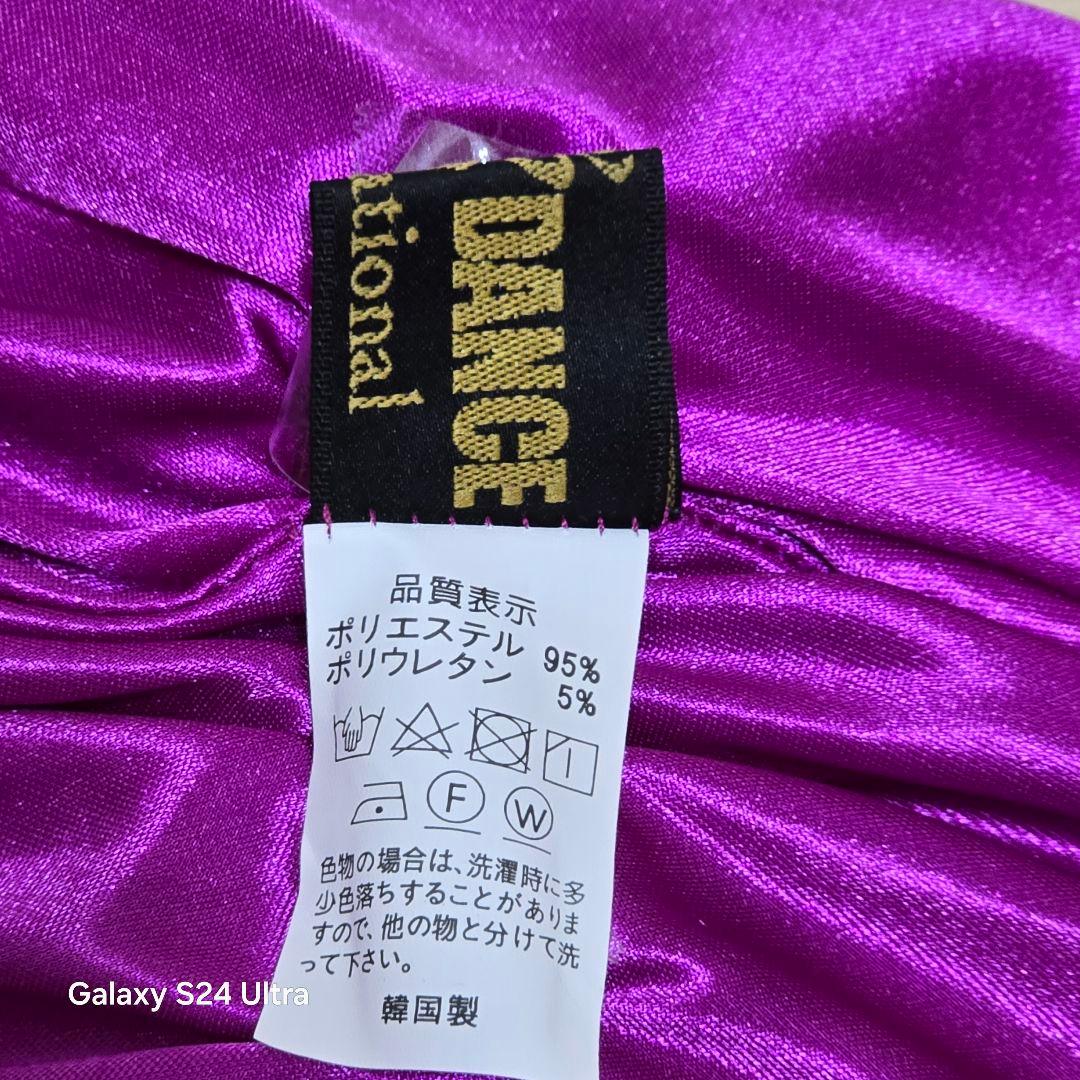 DANCE
ational
品質表示
ポリエステル 95%
ポリウレタン 5%
F W
色物の場合は、洗濯時に多
少色落ちすることがありま
すので、他の物と分けて洗
って下さい。
韓国製
Galaxy S24 Ultra